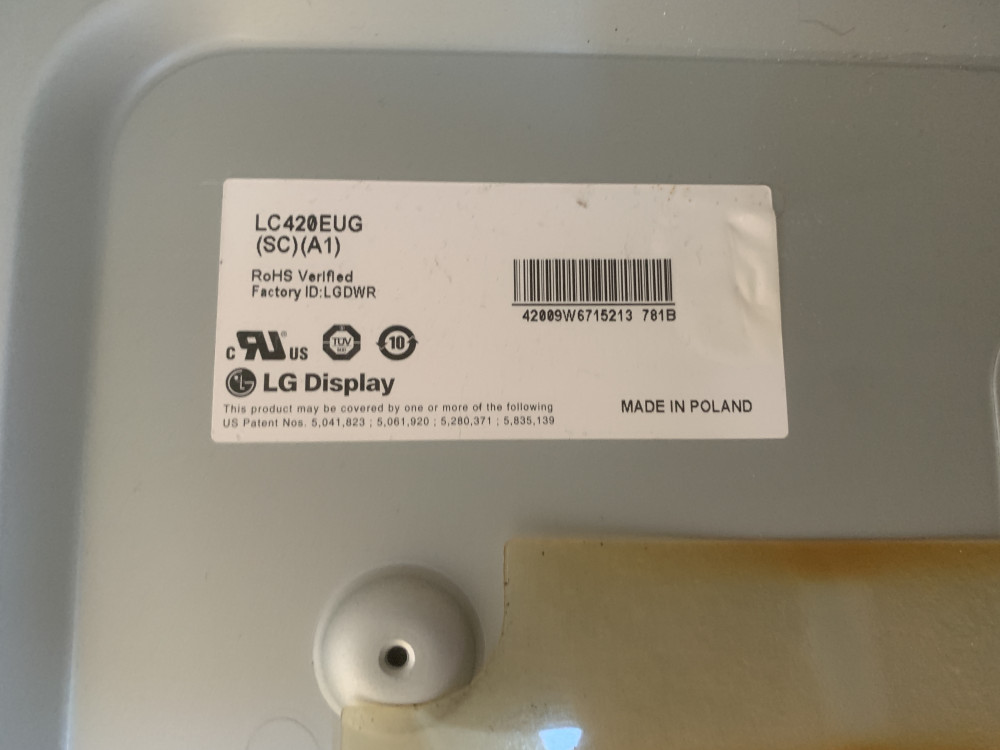 LC420EUG
(SC)(A1)
RoHS Verified
Factory ID:LGDWR
42009W6715213 781B
c RU US
TÜV
10
LG Display
This product may be covered by one or more of the following
US Patent Nos. 5,041,823 ; 5,061,920 ; 5,280,371 ; 5,835,139
MADE IN POLAND